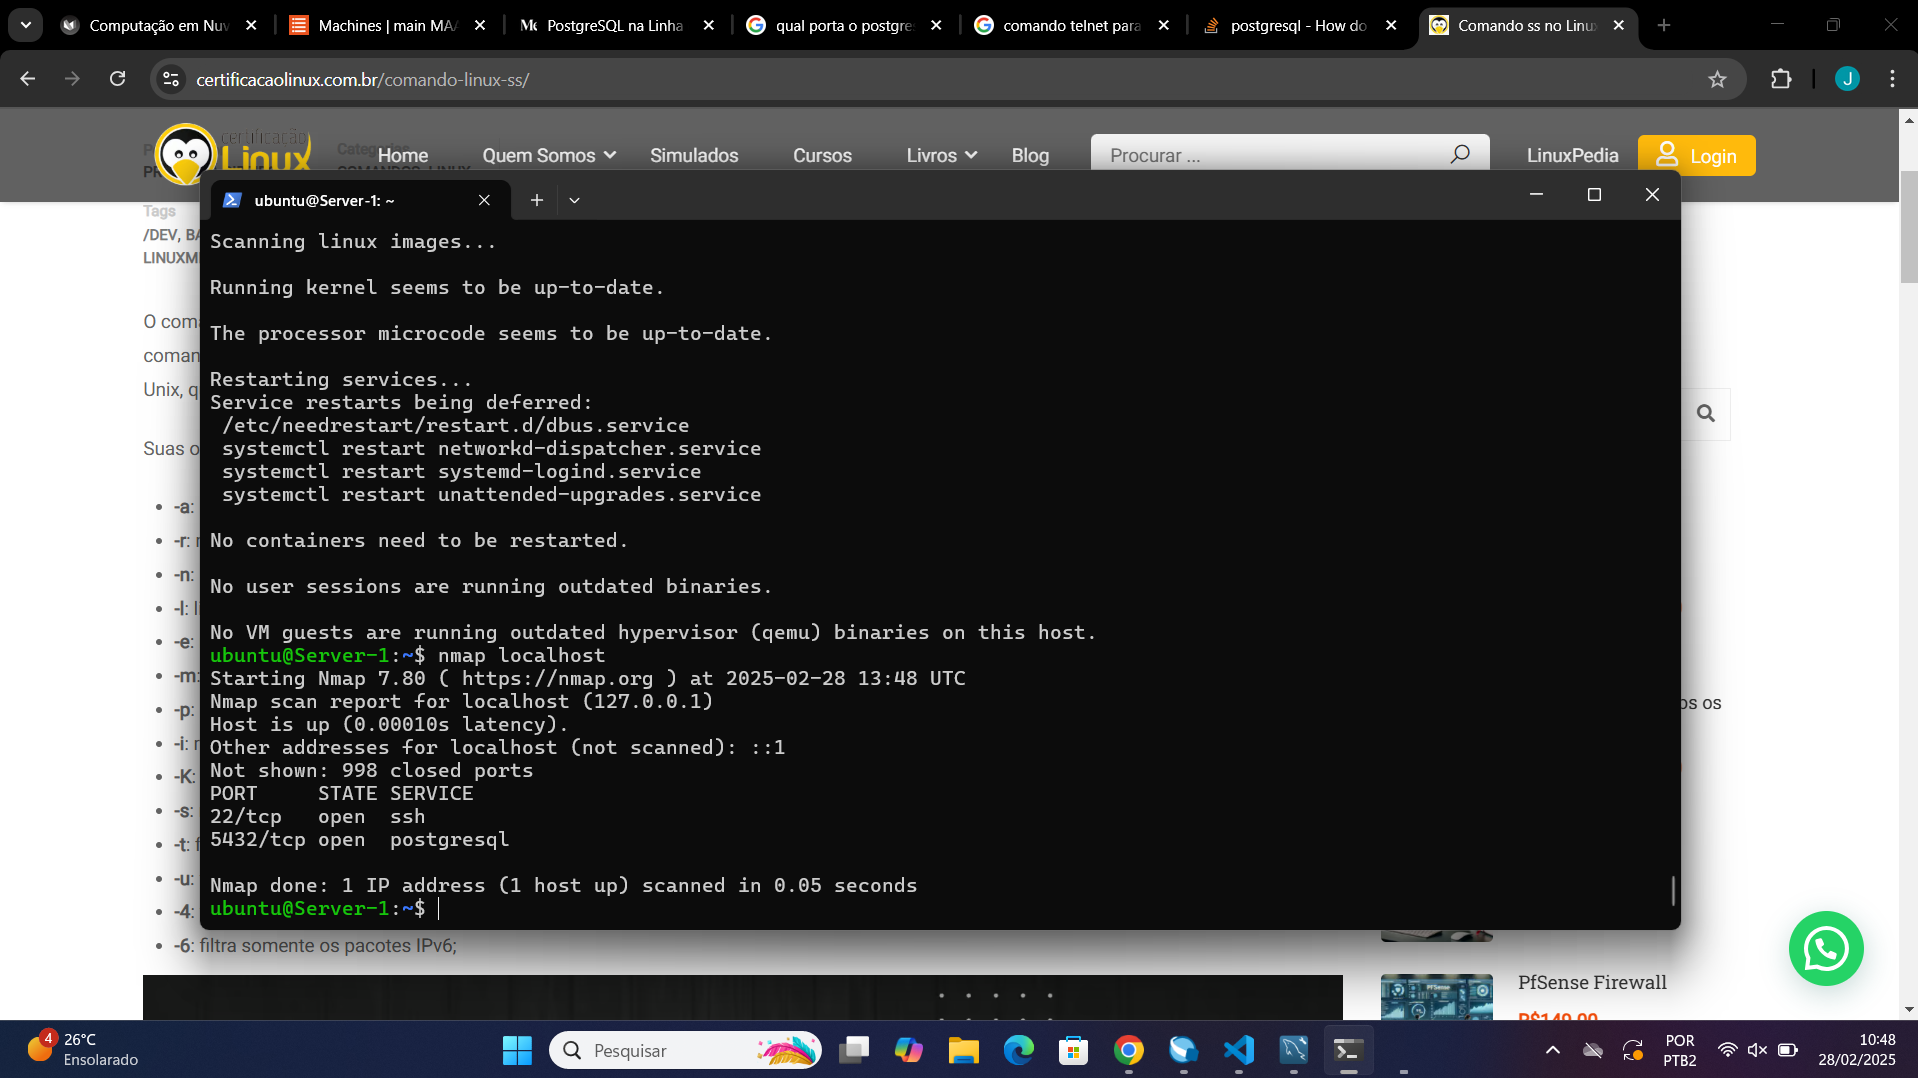 Computação em Nuv
Machines | main MAA
PostgreSQL na Linha
qual porta o postgre
comando telnet para
postgresql - How do
Comando ss no Linux
certificacaolinux.com.br/comando-linux-ss/
J
certificação
Linux
Home
Quem Somos
Simulados
Cursos
Livros
Blog
Procurar ...
LinuxPedia
Login
Categorias
COMANDOS, LINUX
Tags
/DEV, BA
LINUXM
O coma
coman
Unix, q
Suas o
-a:
-r: r
-n:
-l: li
-e:
-m:
-p:
-i: r
-K:
-s:
-t: f
-u:
-4:
-6: filtra somente os pacotes IPv6;
os os
PfSense Firewall
R$149,90
ubuntu@Server-1: ~
Scanning linux images...
Running kernel seems to be up-to-date.
The processor microcode seems to be up-to-date.
Restarting services...
Service restarts being deferred:
/etc/needrestart/restart.d/dbus.service
systemctl restart networkd-dispatcher.service
systemctl restart systemd-logind.service
systemctl restart unattended-upgrades.service
No containers need to be restarted.
No user sessions are running outdated binaries.
No VM guests are running outdated hypervisor (qemu) binaries on this host.
ubuntu@Server-1:~$ nmap localhost
Starting Nmap 7.80 ( https://nmap.org ) at 2025-02-28 13:48 UTC
Nmap scan report for localhost (127.0.0.1)
Host is up (0.00010s latency).
Other addresses for localhost (not scanned): ::1
Not shown: 998 closed ports
PORT     STATE SERVICE
22/tcp   open  ssh
5432/tcp open  postgresql
Nmap done: 1 IP address (1 host up) scanned in 0.05 seconds
ubuntu@Server-1:~$
4
26°C
Ensolarado
Pesquisar
POR
PTB2
10:48
28/02/2025